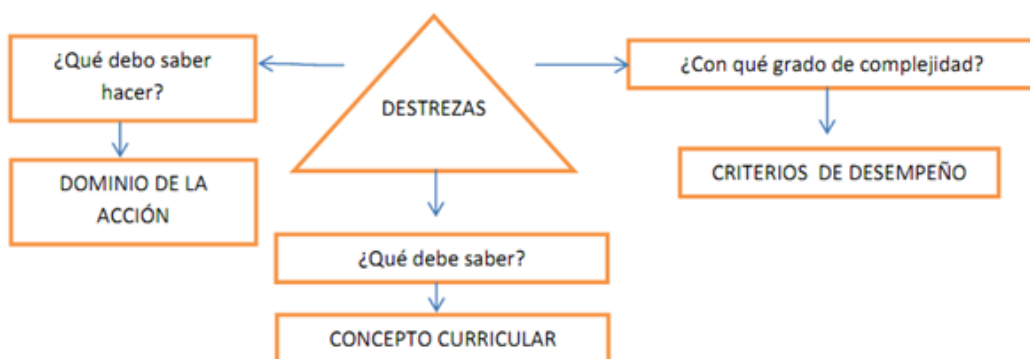 ¿Qué debo saber
hacer?
DOMINIO DE LA
ACCIÓN
DESTREZAS
¿Qué debe saber?
CONCEPTO CURRICULAR
¿Con qué grado de complejidad?
CRITERIOS DE DESEMPEÑO